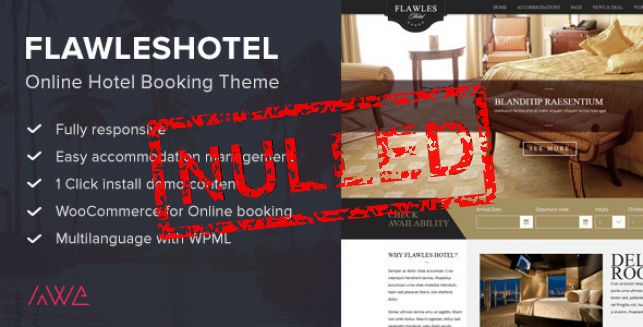 FLAWLESHOTEL
Online Hotel Booking Theme
Fully responsive
Easy accommodation management
1 Click install demo content
WooCommerce for Online booking
Multilanguage with WPML
AWE
NULLED
FLAWLES
Hotel
HOME ACCOMMODATIONS PAGE NEWS & DEAL
BLANDITIP RAESENTIUM
SEE MORE
CHECK
AVAILABILITY
Arrival Date
Departure Date
Adults
WHY FLAWLES HOTEL?
DEL
ROO